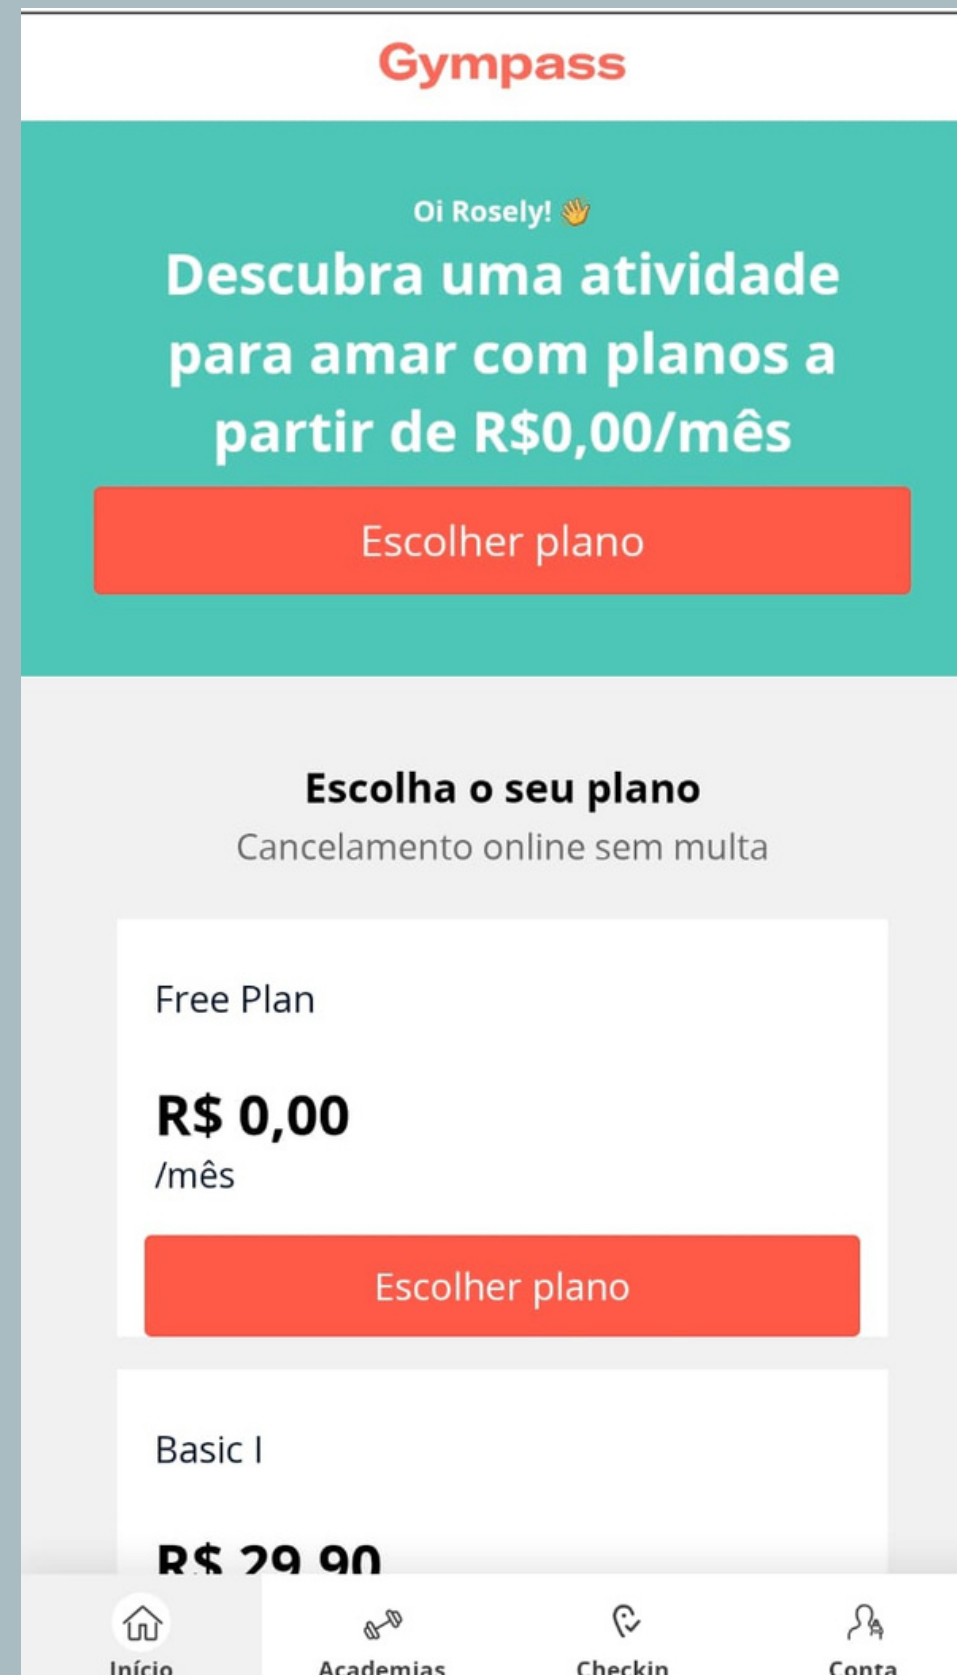 Gympass
Oi Rosely! 👋
Descubra uma atividade
para amar com planos a
partir de R$0,00/mês
Escolher plano
Escolha o seu plano
Cancelamento online sem multa
Free Plan
R$ 0,00
/mês
Escolher plano
Basic I
R$ 29,90
Início
Academias
Checkin
Conta